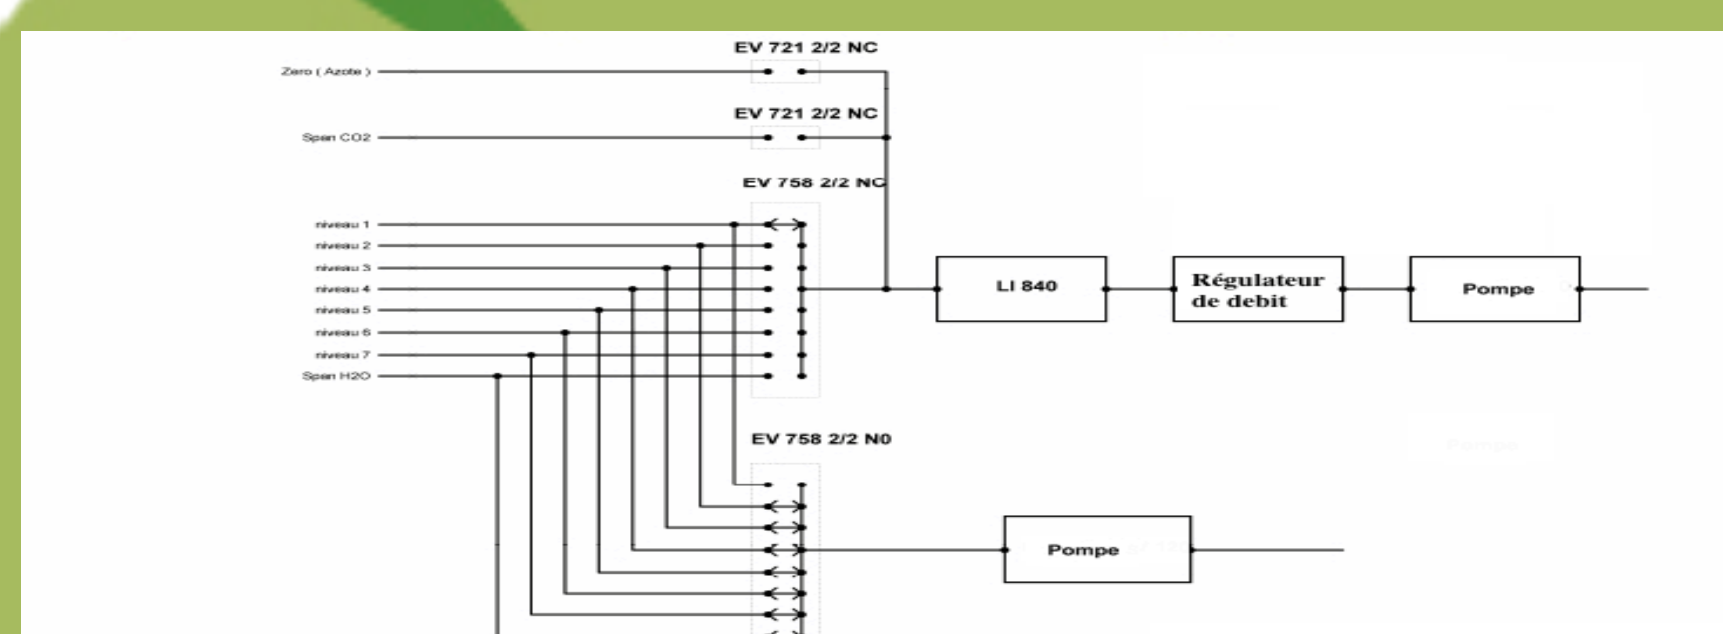 EV 721 2/2 NC
Zero ( Azote )
EV 721 2/2 NC
Span CO2
EV 758 2/2 NC
niveau 1
niveau 2
niveau 3
niveau 4
niveau 5
niveau 6
niveau 7
Span H2O
LI 840
Régulateur
de debit
Pompe
EV 758 2/2 N0
Pompe
Pompe